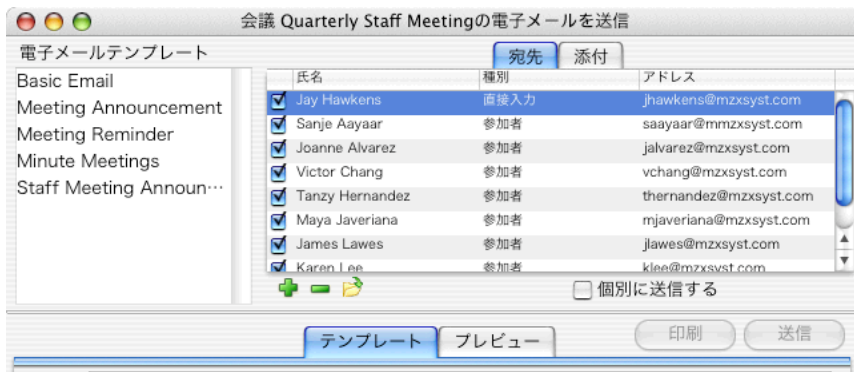 会議 Quarterly Staff Meetingの電子メールを送信
電子メールテンプレート
Basic Email
Meeting Announcement
Meeting Reminder
Minute Meetings
Staff Meeting Announ…
宛先 添付
氏名 種別 アドレス
Jay Hawkens 直接入力 jhawkens@mzxsyst.com
Sanje Aayaar 参加者 saayaar@mmzxsyst.com
Joanne Alvarez 参加者 jalvarez@mzxsyst.com
Victor Chang 参加者 vchang@mzxsyst.com
Tanzy Hernandez 参加者 thernandez@mzxsyst.com
Maya Javeriana 参加者 mjaveriana@mzxsyst.com
James Lawes 参加者 jlawes@mzxsyst.com
Karen Lee 参加者 klee@mzxsyst.com
個別に送信する
テンプレート プレビュー 印刷 送信